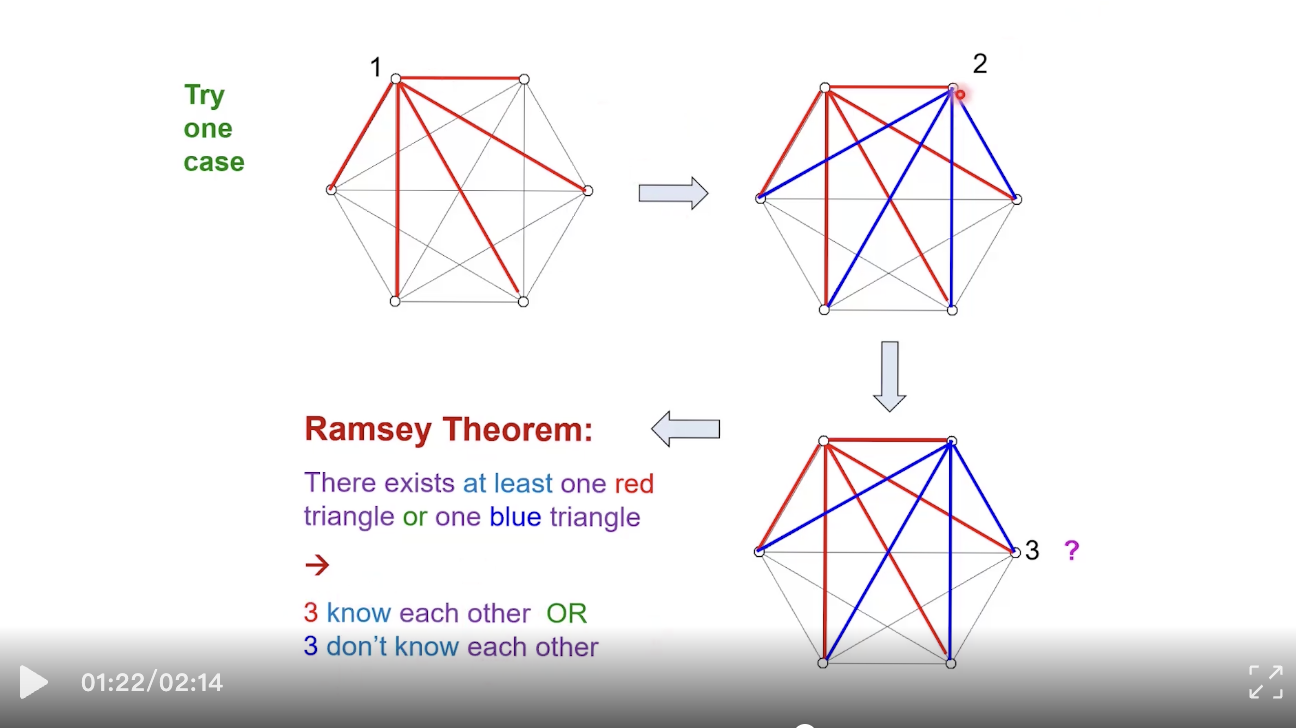 Try
one
case
1
2
3 ?
Ramsey Theorem:
There exists at least one red
triangle or one blue triangle
→
3 know each other OR
3 don't know each other
01:22/02:14